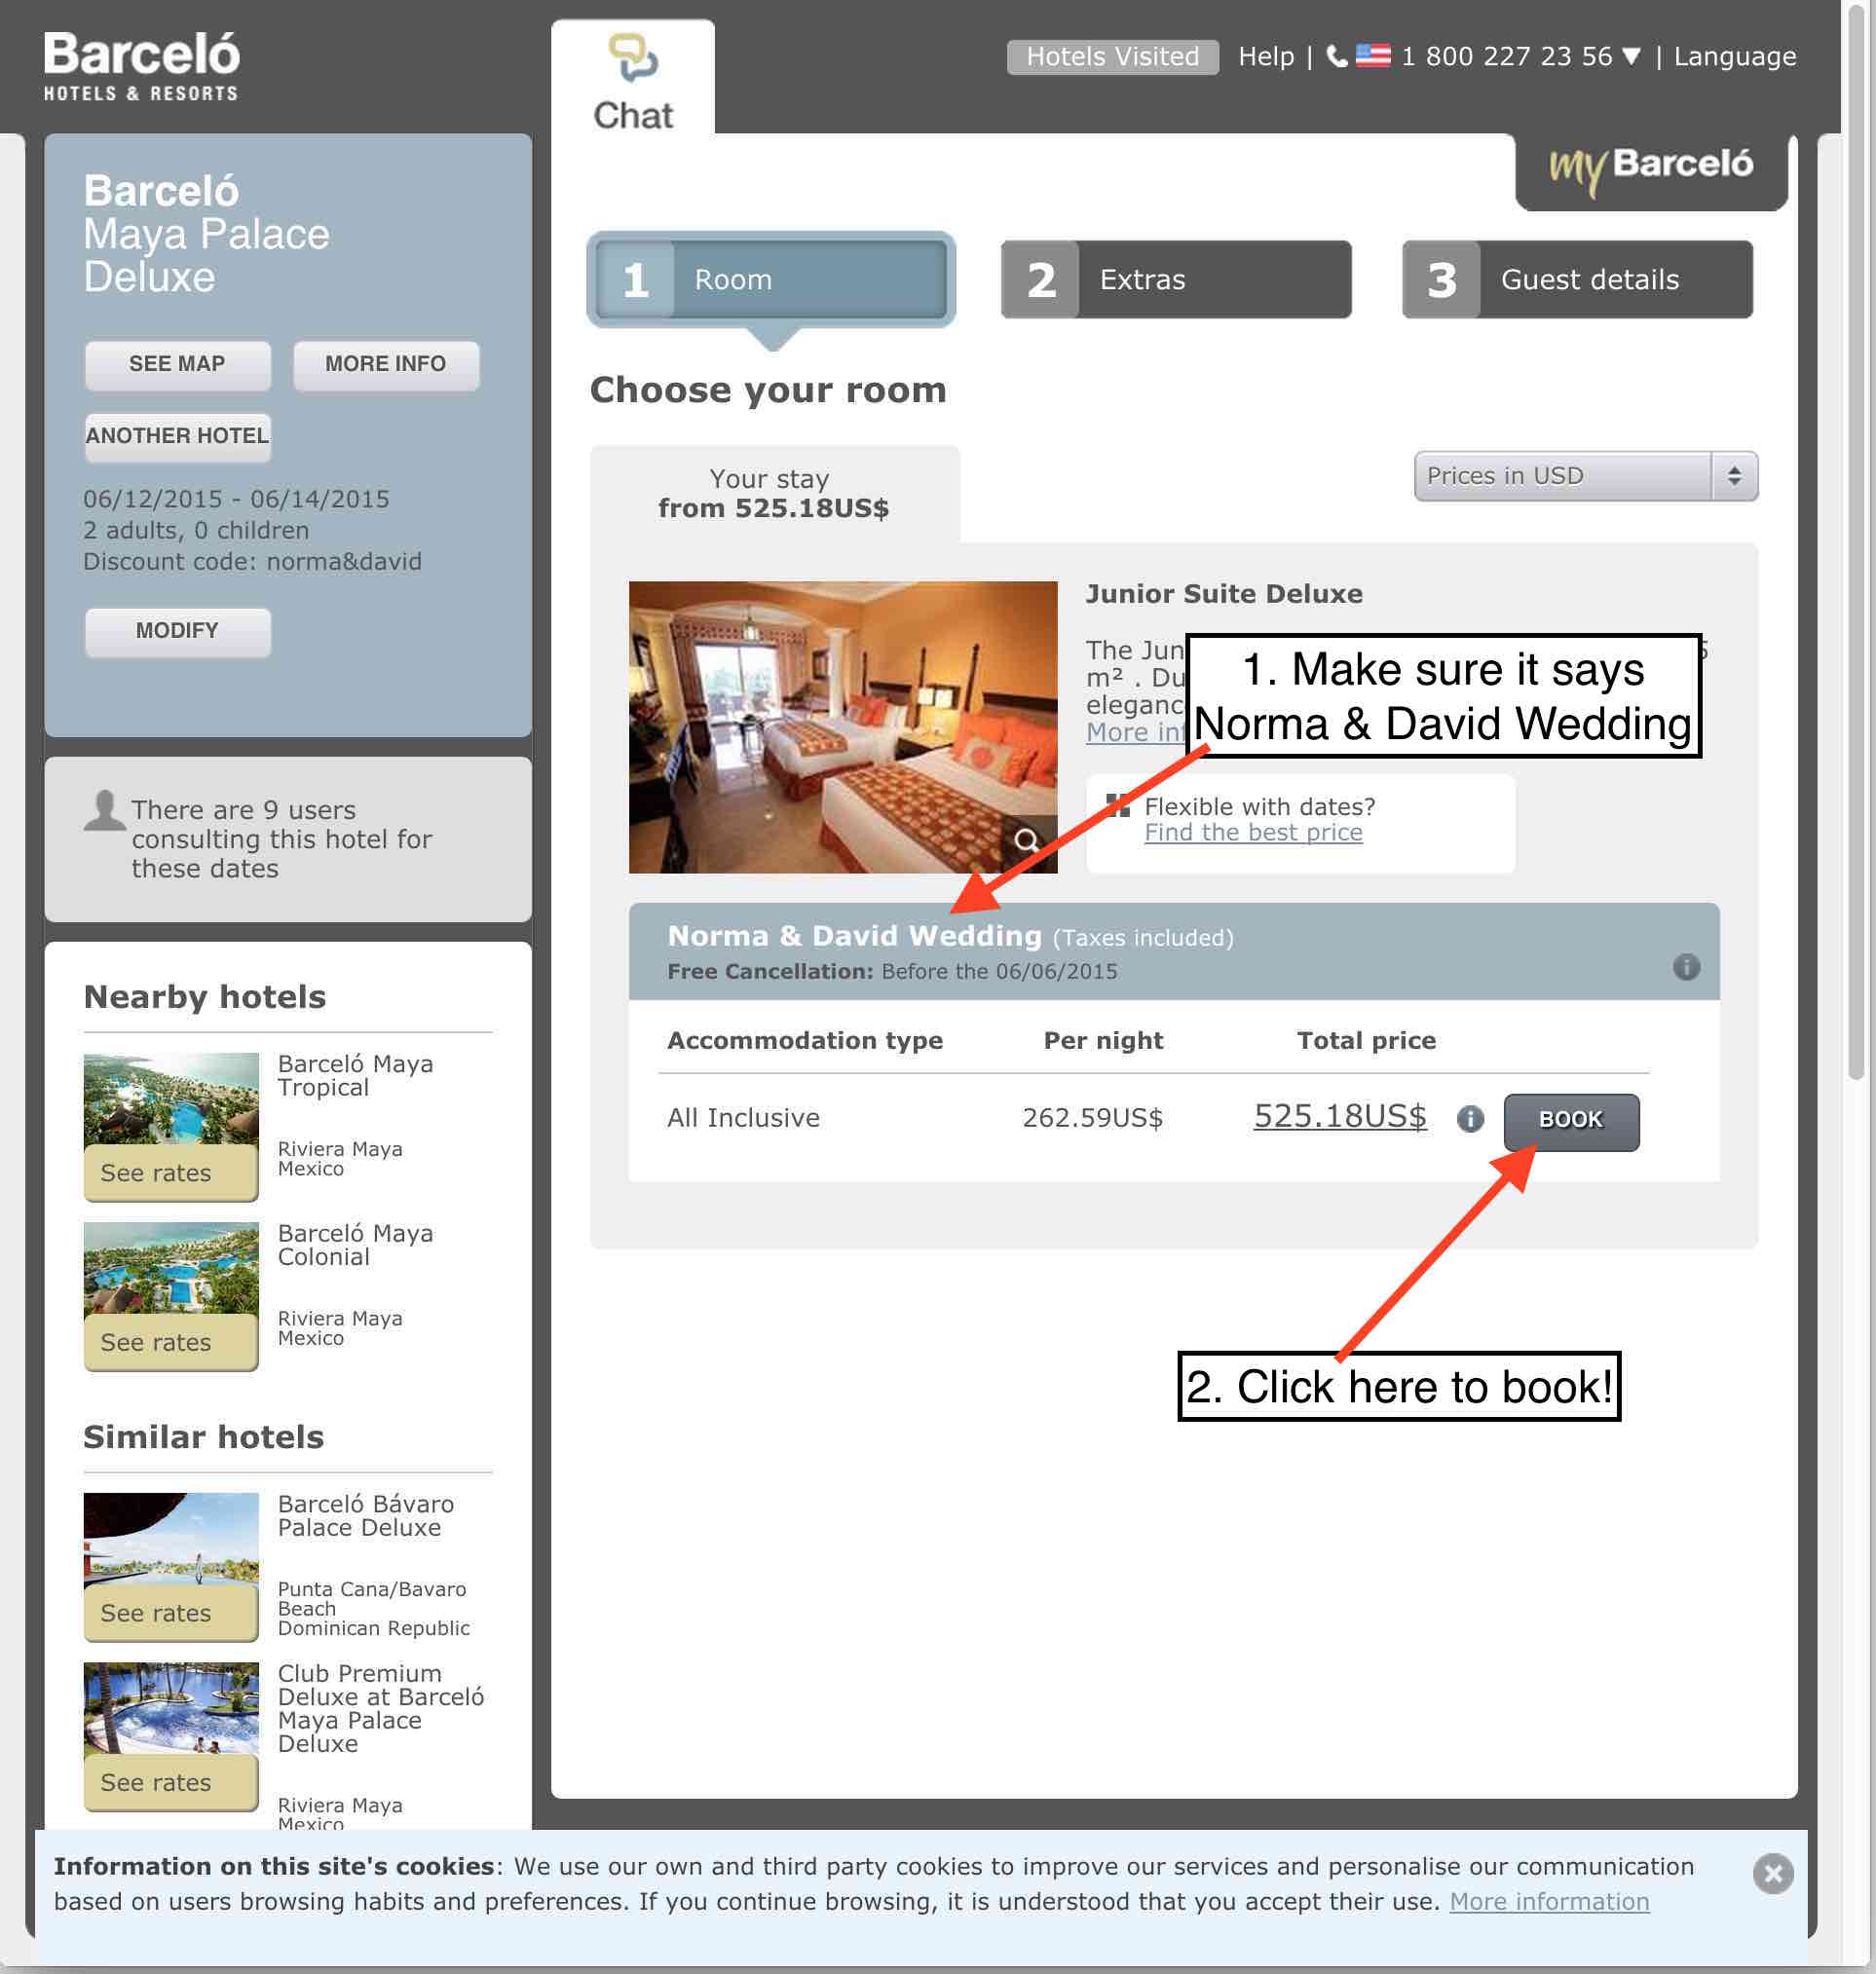 Barceló
HOTELS & RESORTS
Chat
Hotels Visited Help | 1 800 227 23 56 ▼ | Language
my Barceló
Barceló
Maya Palace
Deluxe
SEE MAP MORE INFO
ANOTHER HOTEL
06/12/2015 - 06/14/2015
2 adults, 0 children
Discount code: norma&david
MODIFY
There are 9 users
consulting this hotel for
these dates
Nearby hotels
Barceló Maya
Tropical
Riviera Maya
Mexico
See rates
Barceló Maya
Colonial
Riviera Maya
Mexico
See rates
Similar hotels
Barceló Bávaro
Palace Deluxe
Punta Cana/Bavaro
Beach
Dominican Republic
See rates
Club Premium
Deluxe at Barceló
Maya Palace
Deluxe
See rates
Riviera Maya
Mexico
1 Room 2 Extras 3 Guest details
Choose your room
Your stay
from 525.18US$
Prices in USD
Junior Suite Deluxe
The
m² .
More
1. Make sure it says
Norma & David Wedding
Flexible with dates?
Find the best price
Norma & David Wedding (Taxes included)
Free Cancellation: Before the 06/06/2015
Accommodation type Per night Total price
All Inclusive 262.59US$ 525.18US$ BOOK
2. Click here to book!
Information on this site's cookies: We use our own and third party cookies to improve our services and personalise our communication
based on users browsing habits and preferences. If you continue browsing, it is understood that you accept their use. More information